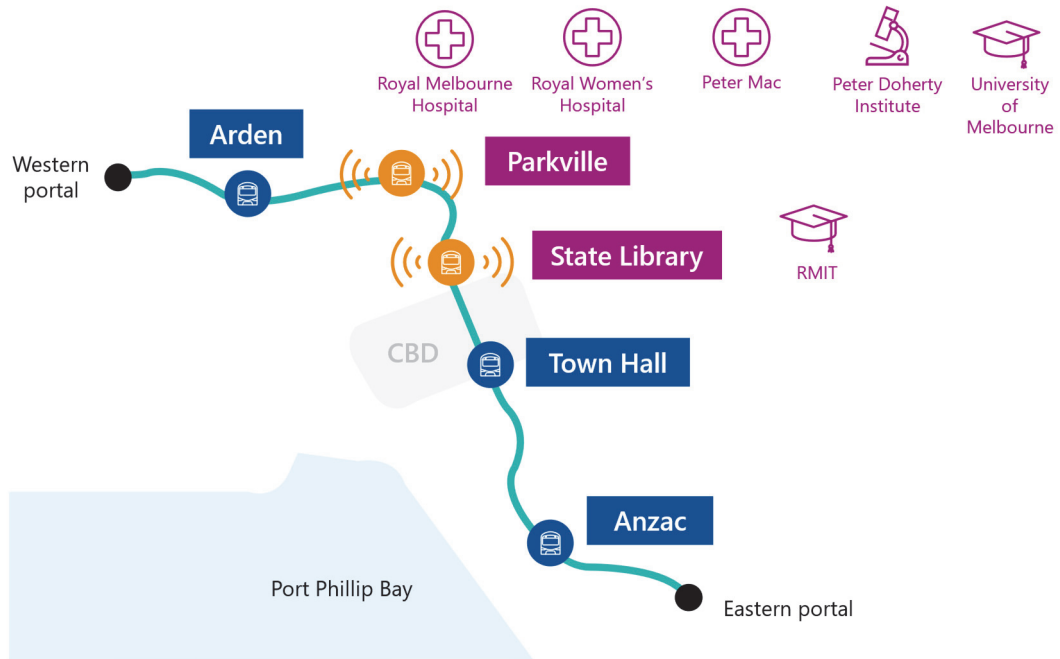 Royal Melbourne
Hospital
Royal Women's
Hospital
Peter Mac
Peter Doherty
Institute
University
of
Melbourne
Arden
Western
portal
Parkville
State Library
RMIT
CBD
Town Hall
Anzac
Port Phillip Bay
Eastern portal